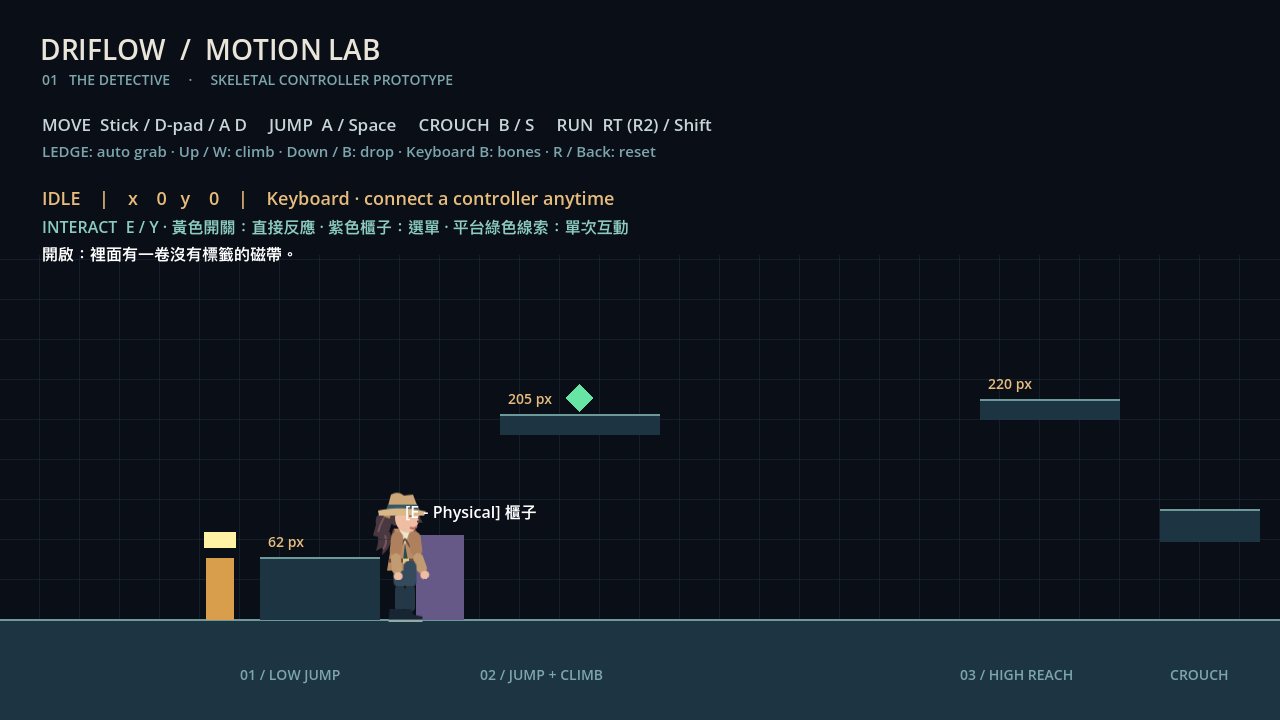 DRIFLOW / MOTION LAB
01 THE DETECTIVE · SKELETAL CONTROLLER PROTOTYPE
MOVE Stick / D-pad / A D JUMP A / Space CROUCH B / S RUN RT (R2) / Shift
LEDGE: auto grab · Up / W: climb · Down / B: drop · Keyboard B: bones · R / Back: reset
IDLE | x 0 y 0 | Keyboard · connect a controller anytime
INTERACT E / Y · 黃色開關：直接反應 · 紫色櫃子：選單 · 平台綠色線索：單次互動
開啟：裡面有一卷沒有標籤的磁帶。
220 px
205 px
[E - Physical] 櫃子
62 px
01 / LOW JUMP
02 / JUMP + CLIMB
03 / HIGH REACH
CROUCH